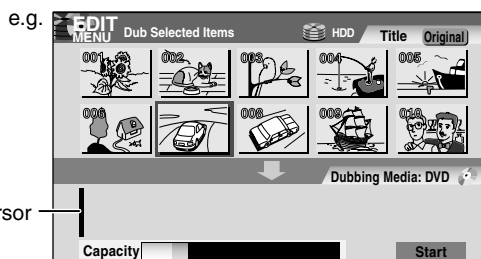 e.g.
EDIT
MENU Dub Selected Items HDD Title Original
001 002 003 004 005
006 008 009 010
Dubbing Media: DVD
rsor
Capacity Start